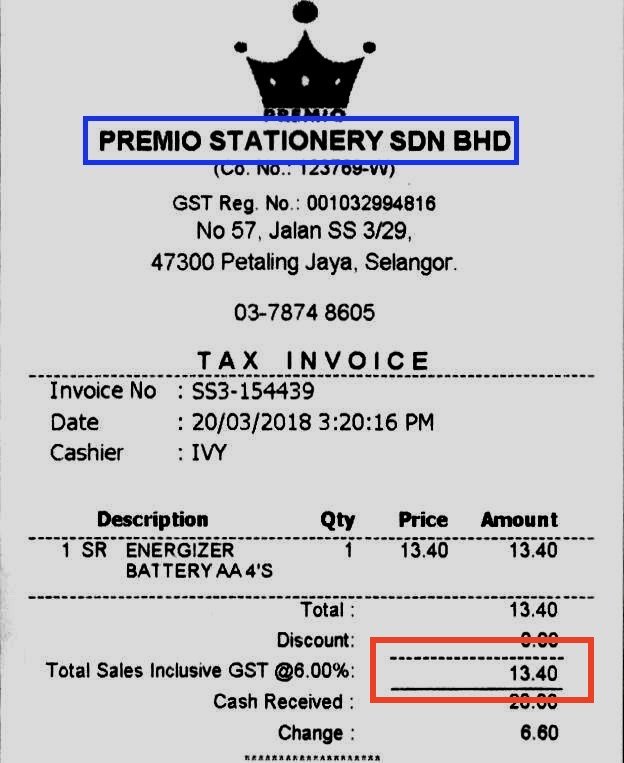 PREMIO
PREMIO STATIONERY SDN BHD
(Co. No.: 123769-W)
GST Reg. No.: 001032994816
No 57, Jalan SS 3/29,
47300 Petaling Jaya, Selangor.
03-7874 8605
TAX INVOICE
Invoice No : SS3-154439
Date : 20/03/2018 3:20:16 PM
Cashier : IVY
Description Qty Price Amount
1 SR ENERGIZER 1 13.40 13.40
BATTERY AA 4'S
Total : 13.40
Discount: 0.00
Total Sales Inclusive GST @6.00%: 13.40
Cash Received : 20.00
Change : 6.60